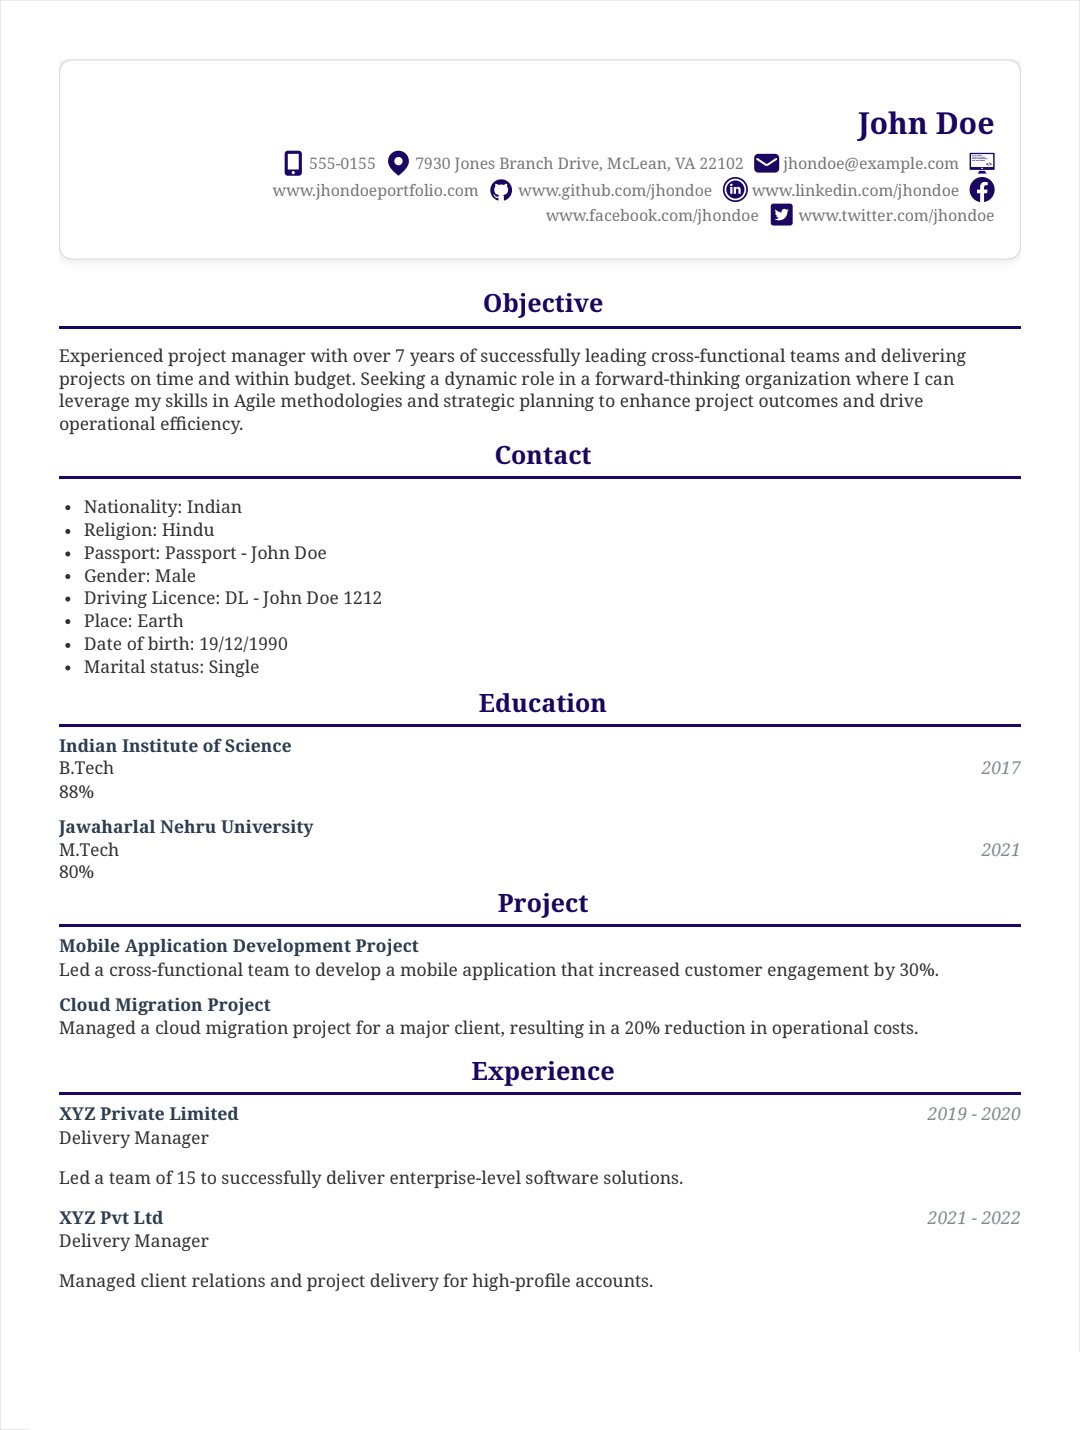 John Doe
555-0155 7930 Jones Branch Drive, McLean, VA 22102 jhondoe@example.com
www.jhondoeportfolio.com www.github.com/jhondoe www.linkedin.com/jhondoe
www.facebook.com/jhondoe www.twitter.com/jhondoe
Objective
Experienced project manager with over 7 years of successfully leading cross-functional teams and delivering
projects on time and within budget. Seeking a dynamic role in a forward-thinking organization where I can
leverage my skills in Agile methodologies and strategic planning to enhance project outcomes and drive
operational efficiency.
Contact
• Nationality: Indian
• Religion: Hindu
• Passport: Passport - John Doe
• Gender: Male
• Driving Licence: DL - John Doe 1212
• Place: Earth
• Date of birth: 19/12/1990
• Marital status: Single
Education
Indian Institute of Science
B.Tech 2017
88%
Jawaharlal Nehru University
M.Tech 2021
80%
Project
Mobile Application Development Project
Led a cross-functional team to develop a mobile application that increased customer engagement by 30%.
Cloud Migration Project
Managed a cloud migration project for a major client, resulting in a 20% reduction in operational costs.
Experience
XYZ Private Limited 2019 - 2020
Delivery Manager
Led a team of 15 to successfully deliver enterprise-level software solutions.
XYZ Pvt Ltd 2021 - 2022
Delivery Manager
Managed client relations and project delivery for high-profile accounts.